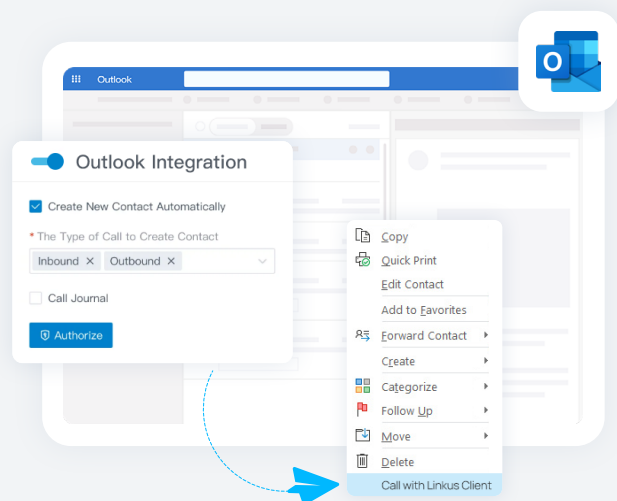 Outlook
O
Outlook Integration
Create New Contact Automatically
* The Type of Call to Create Contact
Inbound × Outbound ×
Call Journal
Authorize
Copy
Quick Print
Edit Contact
Add to Favorites
Forward Contact
Create
Categorize
Follow Up
Move
Delete
Call with Linkus Client